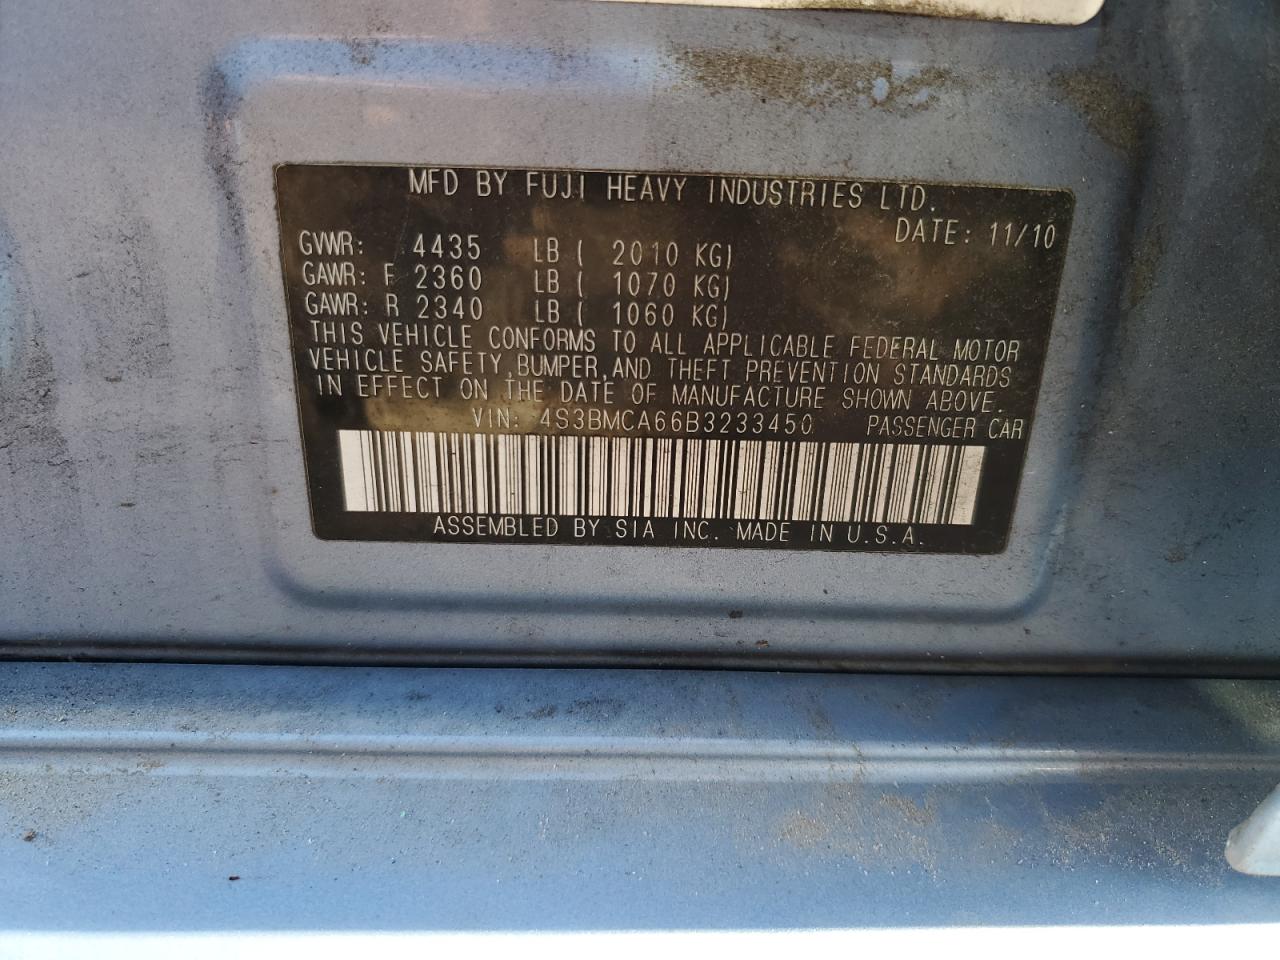 MFD BY FUJI HEAVY INDUSTRIES LTD.
DATE: 11/10
GVWR: 4435 LB ( 2010 KG)
GAWR: F 2360 LB ( 1070 KG)
GAWR: R 2340 LB ( 1060 KG)
THIS VEHICLE CONFORMS TO ALL APPLICABLE FEDERAL MOTOR
VEHICLE SAFETY, BUMPER, AND THEFT PREVENTION STANDARDS
IN EFFECT ON THE DATE OF MANUFACTURE SHOWN ABOVE.
VIN: 4S3BMCA66B3233450 PASSENGER CAR
ASSEMBLED BY SIA INC. MADE IN U.S.A.